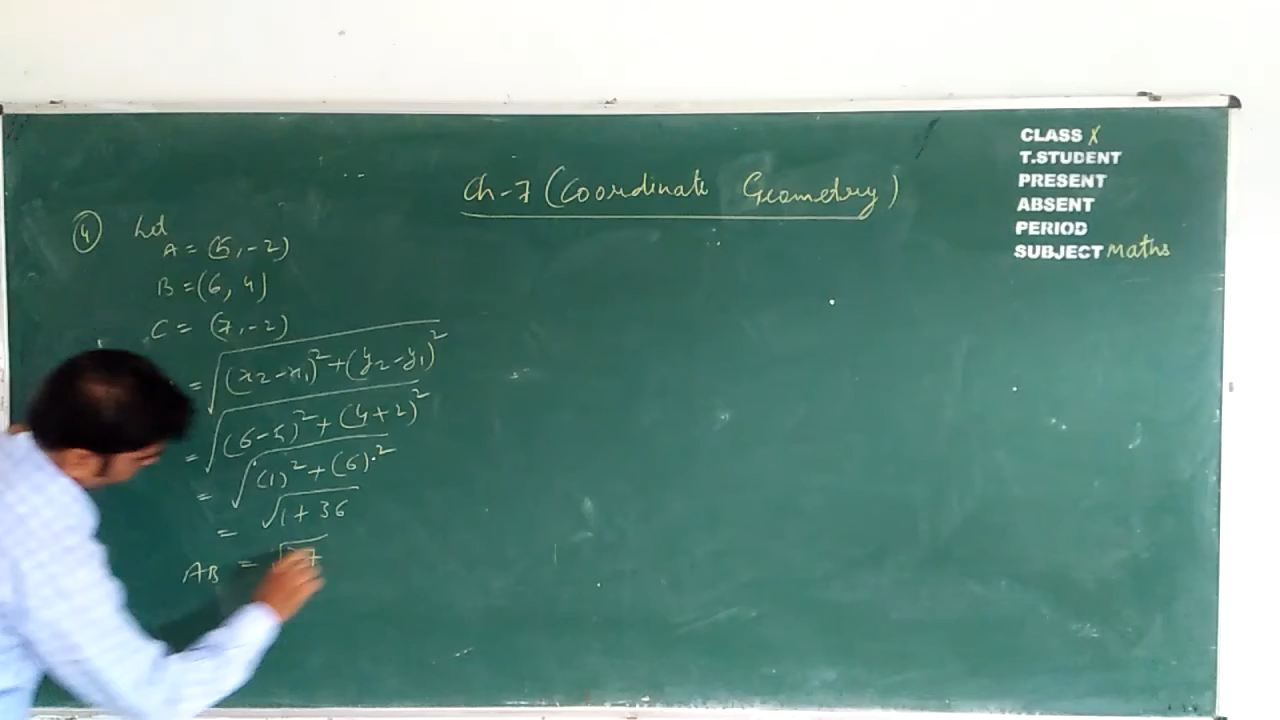 Ch-7 (Coordinate Geometry)
CLASS X
T.STUDENT
PRESENT
ABSENT
PERIOD
SUBJECT Maths
④ Let
A = (5, -2)
B = (6, 4)
C = (7, -2)
= √(x₂-x₁)² + (y₂-y₁)²
= √(6-5)² + (4+2)²
= √(1)² + (6)²
= √1 + 36
AB = √37